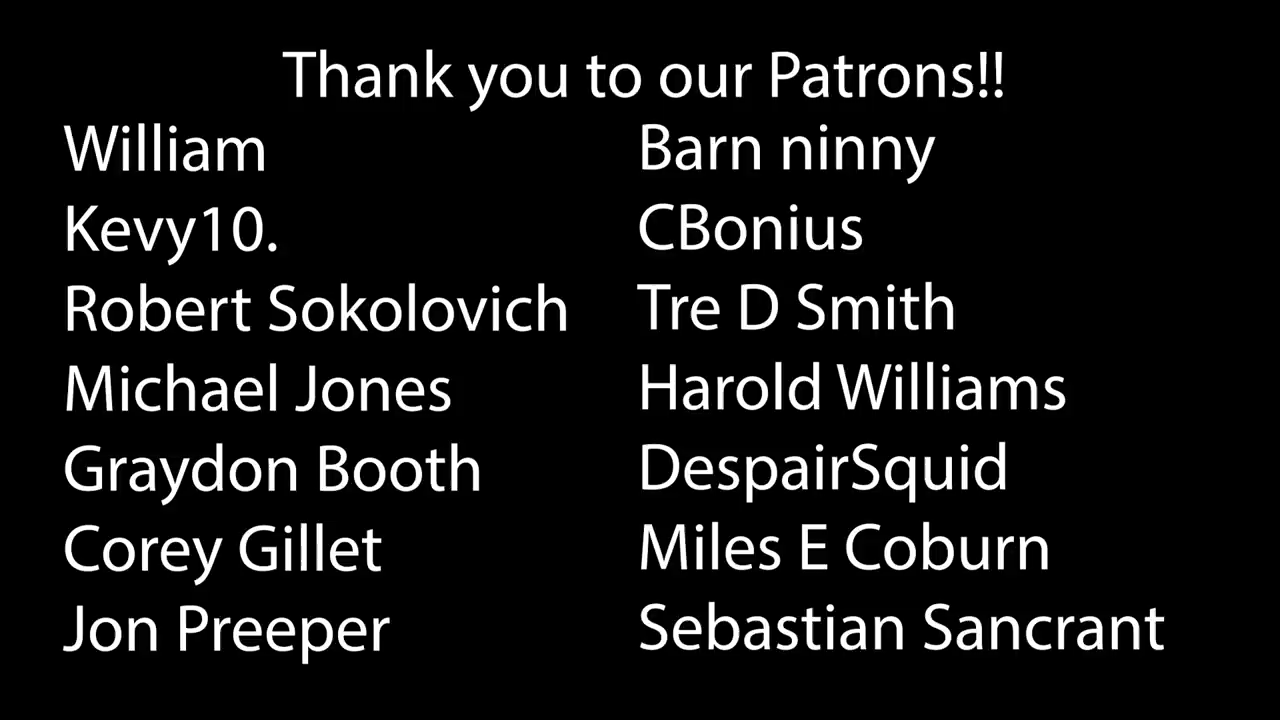 Thank you to our Patrons!!
William
Kevy10.
Robert Sokolovich
Michael Jones
Graydon Booth
Corey Gillet
Jon Preeper
Barn ninny
CBonius
Tre D Smith
Harold Williams
DespairSquid
Miles E Coburn
Sebastian Sancrant